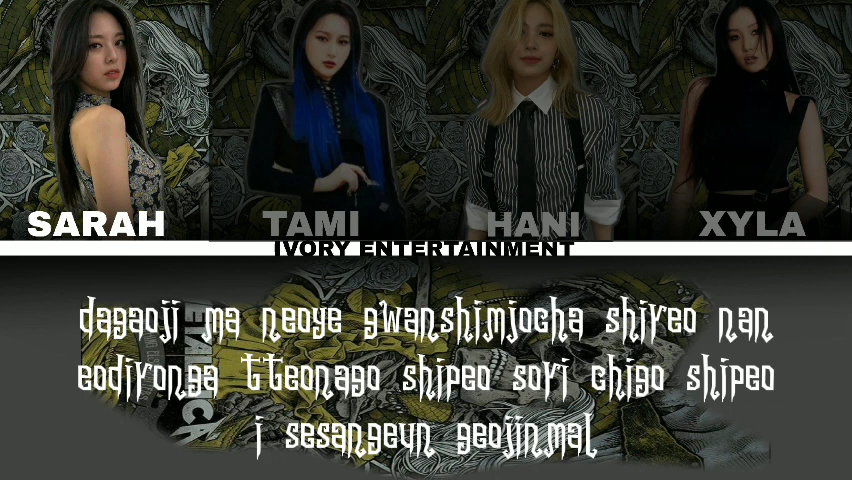 SARAH TAMI HANI XYLA
IVORY ENTERTAINMENT
dagaoji ma neoye gwanshimjocha shireo nan
eodironga tteonago shipeo sori chigo shipeo
i sesangeun geojinmal